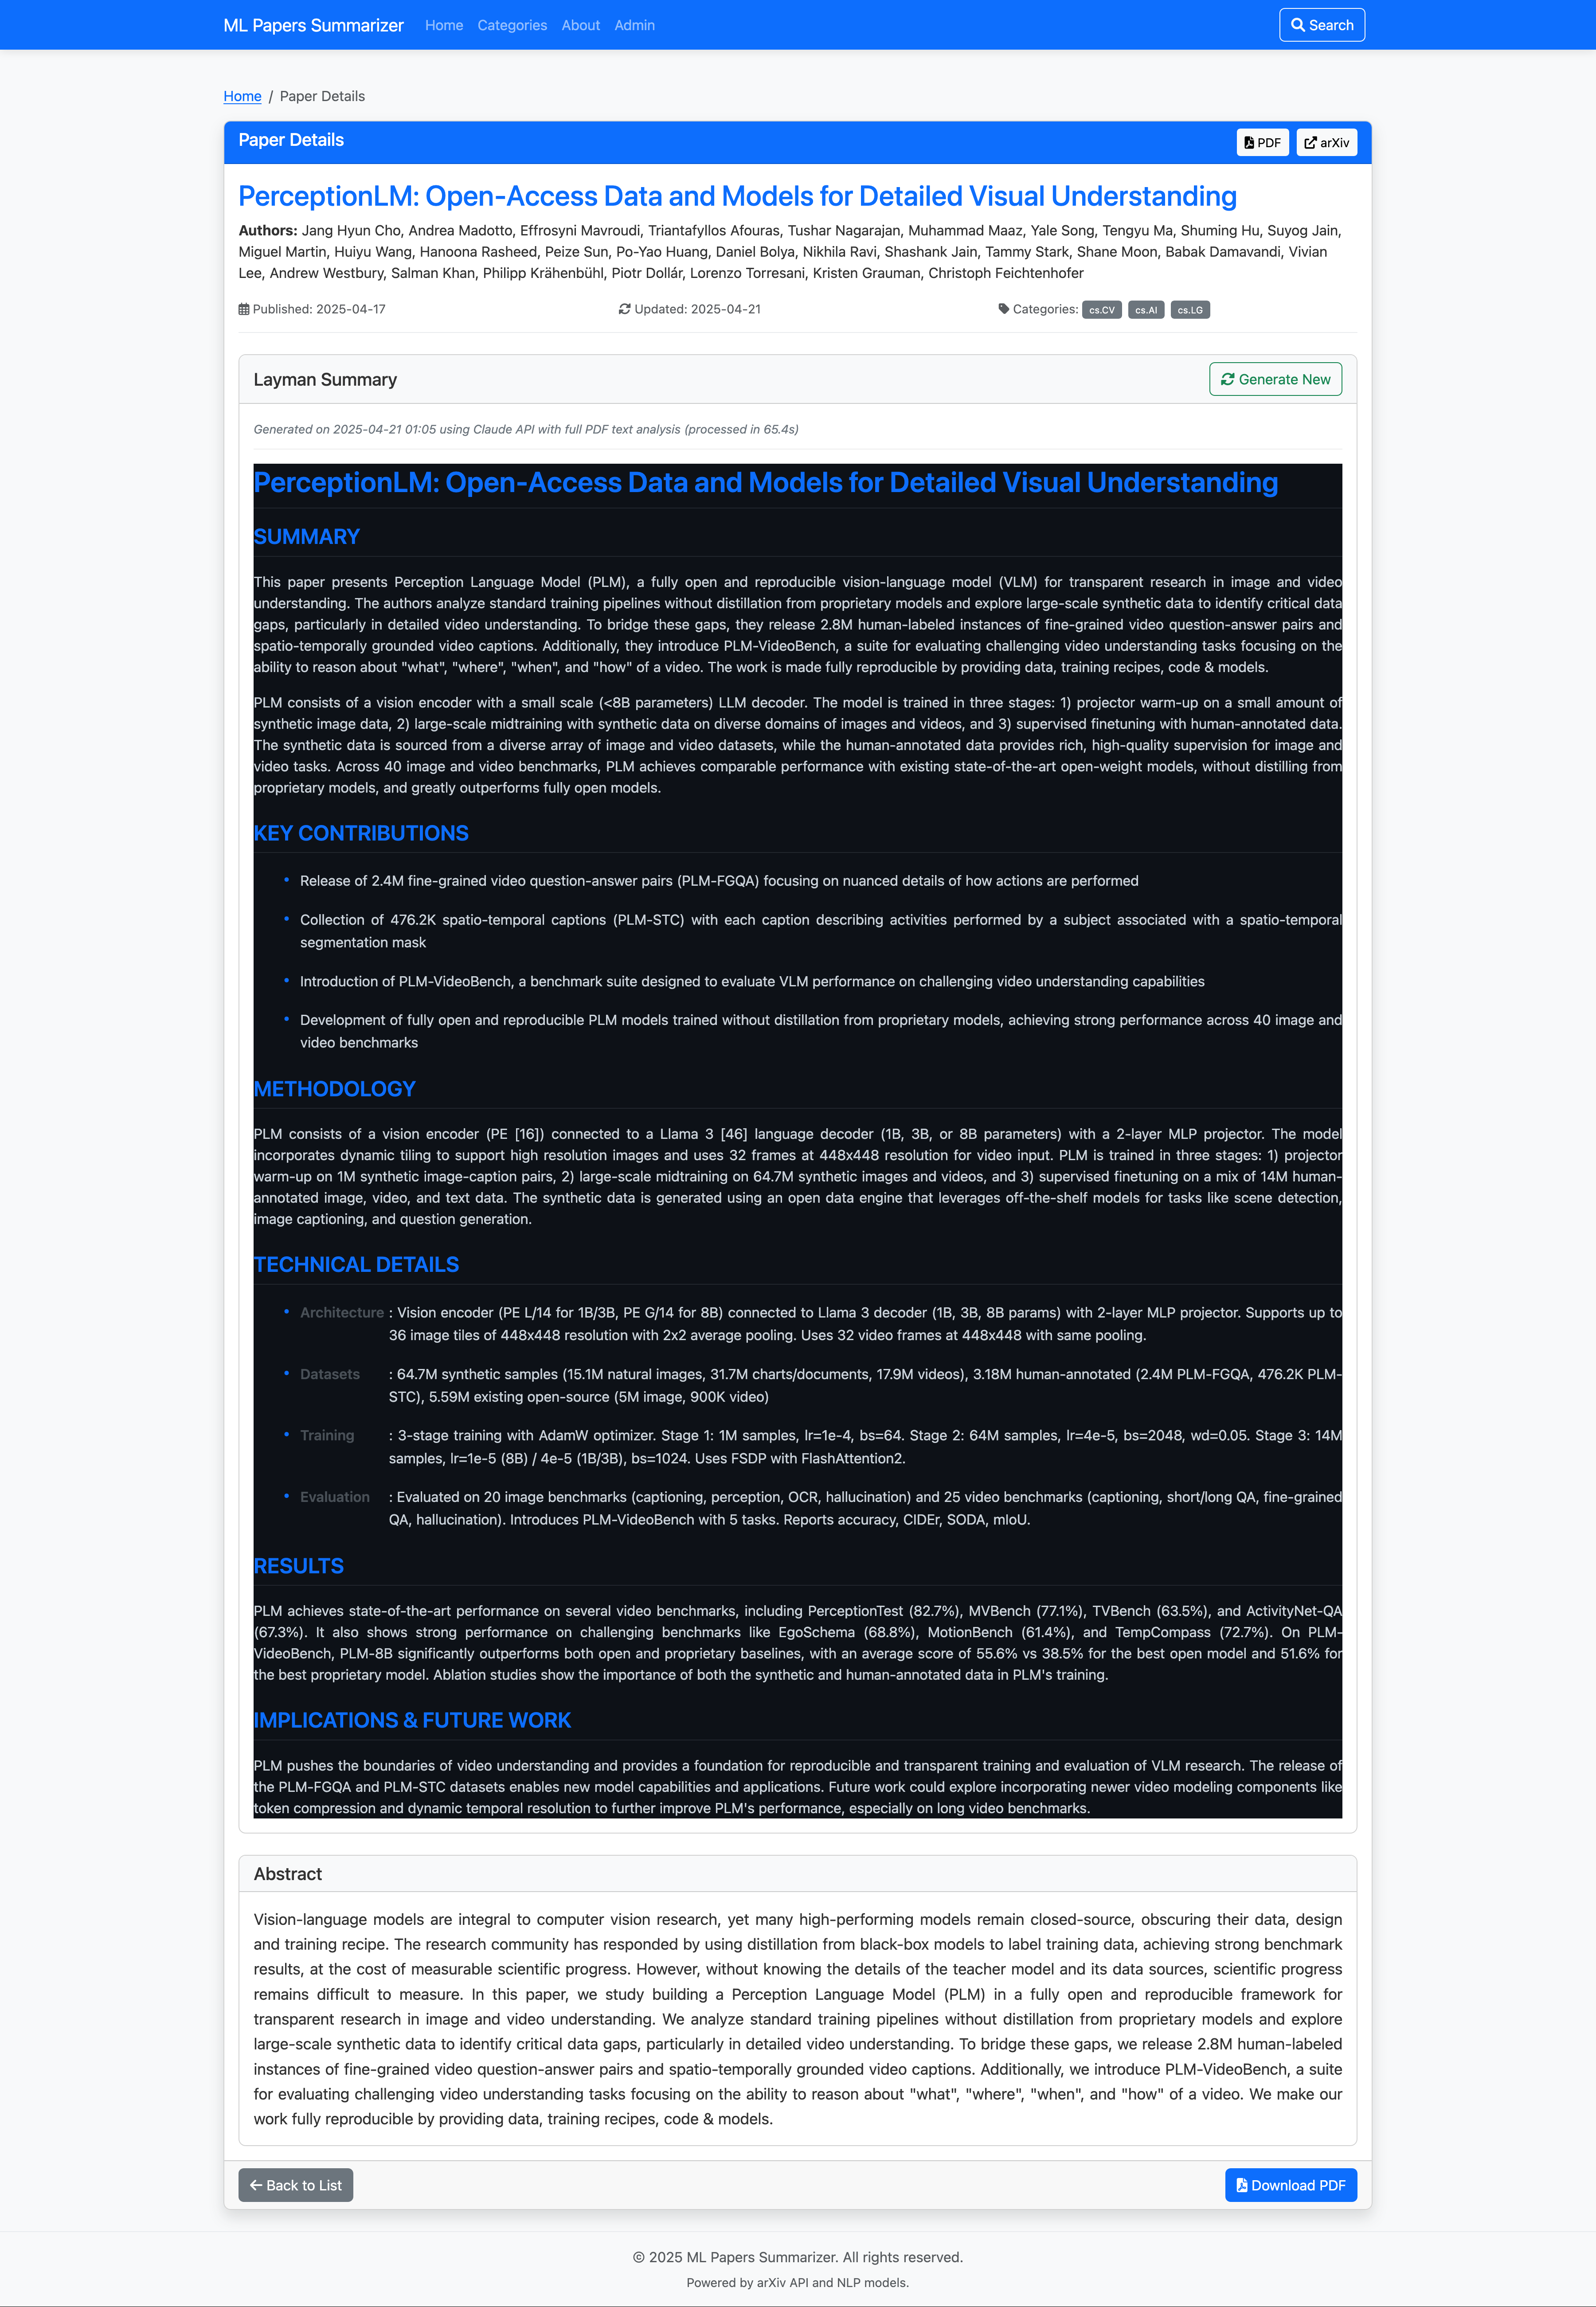 ML Papers Summarizer Home Categories About Admin Search
Home / Paper Details
Paper Details PDF arXiv
PerceptionLM: Open-Access Data and Models for Detailed Visual Understanding
Authors: Jang Hyun Cho, Andrea Madotto, Effrosyni Mavroudi, Triantafyllos Afouras, Tushar Nagarajan, Muhammad Maaz, Yale Song, Tengyu Ma, Shuming Hu, Suyog Jain,
Miguel Martin, Huiyu Wang, Hanoona Rasheed, Peize Sun, Po-Yao Huang, Daniel Bolya, Nikhila Ravi, Shashank Jain, Tammy Stark, Shane Moon, Babak Damavandi, Vivian
Lee, Andrew Westbury, Salman Khan, Philipp Krähenbühl, Piotr Dollár, Lorenzo Torresani, Kristen Grauman, Christoph Feichtenhofer
Published: 2025-04-17 Updated: 2025-04-21 Categories: cs.CV cs.AI cs.LG
Layman Summary Generate New
Generated on 2025-04-21 01:05 using Claude API with full PDF text analysis (processed in 65.4s)
PerceptionLM: Open-Access Data and Models for Detailed Visual Understanding
SUMMARY
This paper presents Perception Language Model (PLM), a fully open and reproducible vision-language model (VLM) for transparent research in image and video
understanding. The authors analyze standard training pipelines without distillation from proprietary models and explore large-scale synthetic data to identify critical data
gaps, particularly in detailed video understanding. To bridge these gaps, they release 2.8M human-labeled instances of fine-grained video question-answer pairs and
spatio-temporally grounded video captions. Additionally, they introduce PLM-VideoBench, a suite for evaluating challenging video understanding tasks focusing on the
ability to reason about "what", "where", "when", and "how" of a video. The work is made fully reproducible by providing data, training recipes, code & models.
PLM consists of a vision encoder with a small scale (<8B parameters) LLM decoder. The model is trained in three stages: 1) projector warm-up on a small amount of
synthetic image data, 2) large-scale midtraining with synthetic data on diverse domains of images and videos, and 3) supervised finetuning with human-annotated data.
The synthetic data is sourced from a diverse array of image and video datasets, while the human-annotated data provides rich, high-quality supervision for image and
video tasks. Across 40 image and video benchmarks, PLM achieves comparable performance with existing state-of-the-art open-weight models, without distilling from
proprietary models, and greatly outperforms fully open models.
KEY CONTRIBUTIONS
• Release of 2.4M fine-grained video question-answer pairs (PLM-FGQA) focusing on nuanced details of how actions are performed
• Collection of 476.2K spatio-temporal captions (PLM-STC) with each caption describing activities performed by a subject associated with a spatio-temporal
segmentation mask
• Introduction of PLM-VideoBench, a benchmark suite designed to evaluate VLM performance on challenging video understanding capabilities
• Development of fully open and reproducible PLM models trained without distillation from proprietary models, achieving strong performance across 40 image and
video benchmarks
METHODOLOGY
PLM consists of a vision encoder (PE [16]) connected to a Llama 3 [46] language decoder (1B, 3B, or 8B parameters) with a 2-layer MLP projector. The model
incorporates dynamic tiling to support high resolution images and uses 32 frames at 448x448 resolution for video input. PLM is trained in three stages: 1) projector
warm-up on 1M synthetic image-caption pairs, 2) large-scale midtraining on 64.7M synthetic images and videos, and 3) supervised finetuning on a mix of 14M human-
annotated image, video, and text data. The synthetic data is generated using an open data engine that leverages off-the-shelf models for tasks like scene detection,
image captioning, and question generation.
TECHNICAL DETAILS
• Architecture : Vision encoder (PE L/14 for 1B/3B, PE G/14 for 8B) connected to Llama 3 decoder (1B, 3B, 8B params) with 2-layer MLP projector. Supports up to
36 image tiles of 448x448 resolution with 2x2 average pooling. Uses 32 video frames at 448x448 with same pooling.
• Datasets : 64.7M synthetic samples (15.1M natural images, 31.7M charts/documents, 17.9M videos), 3.18M human-annotated (2.4M PLM-FGQA, 476.2K PLM-
STC), 5.59M existing open-source (5M image, 900K video)
• Training : 3-stage training with AdamW optimizer. Stage 1: 1M samples, lr=1e-4, bs=64. Stage 2: 64M samples, lr=4e-5, bs=2048, wd=0.05. Stage 3: 14M
samples, lr=1e-5 (8B) / 4e-5 (1B/3B), bs=1024. Uses FSDP with FlashAttention2.
• Evaluation : Evaluated on 20 image benchmarks (captioning, perception, OCR, hallucination) and 25 video benchmarks (captioning, short/long QA, fine-grained
QA, hallucination). Introduces PLM-VideoBench with 5 tasks. Reports accuracy, CIDEr, SODA, mIoU.
RESULTS
PLM achieves state-of-the-art performance on several video benchmarks, including PerceptionTest (82.7%), MVBench (77.1%), TVBench (63.5%), and ActivityNet-QA
(67.3%). It also shows strong performance on challenging benchmarks like EgoSchema (68.8%), MotionBench (61.4%), and TempCompass (72.7%). On PLM-
VideoBench, PLM-8B significantly outperforms both open and proprietary baselines, with an average score of 55.6% vs 38.5% for the best open model and 51.6% for
the best proprietary model. Ablation studies show the importance of both the synthetic and human-annotated data in PLM's training.
IMPLICATIONS & FUTURE WORK
PLM pushes the boundaries of video understanding and provides a foundation for reproducible and transparent training and evaluation of VLM research. The release of
the PLM-FGQA and PLM-STC datasets enables new model capabilities and applications. Future work could explore incorporating newer video modeling components like
token compression and dynamic temporal resolution to further improve PLM's performance, especially on long video benchmarks.
Abstract
Vision-language models are integral to computer vision research, yet many high-performing models remain closed-source, obscuring their data, design
and training recipe. The research community has responded by using distillation from black-box models to label training data, achieving strong benchmark
results, at the cost of measurable scientific progress. However, without knowing the details of the teacher model and its data sources, scientific progress
remains difficult to measure. In this paper, we study building a Perception Language Model (PLM) in a fully open and reproducible framework for
transparent research in image and video understanding. We analyze standard training pipelines without distillation from proprietary models and explore
large-scale synthetic data to identify critical data gaps, particularly in detailed video understanding. To bridge these gaps, we release 2.8M human-labeled
instances of fine-grained video question-answer pairs and spatio-temporally grounded video captions. Additionally, we introduce PLM-VideoBench, a suite
for evaluating challenging video understanding tasks focusing on the ability to reason about "what", "where", "when", and "how" of a video. We make our
work fully reproducible by providing data, training recipes, code & models.
Back to List Download PDF
© 2025 ML Papers Summarizer. All rights reserved.
Powered by arXiv API and NLP models.